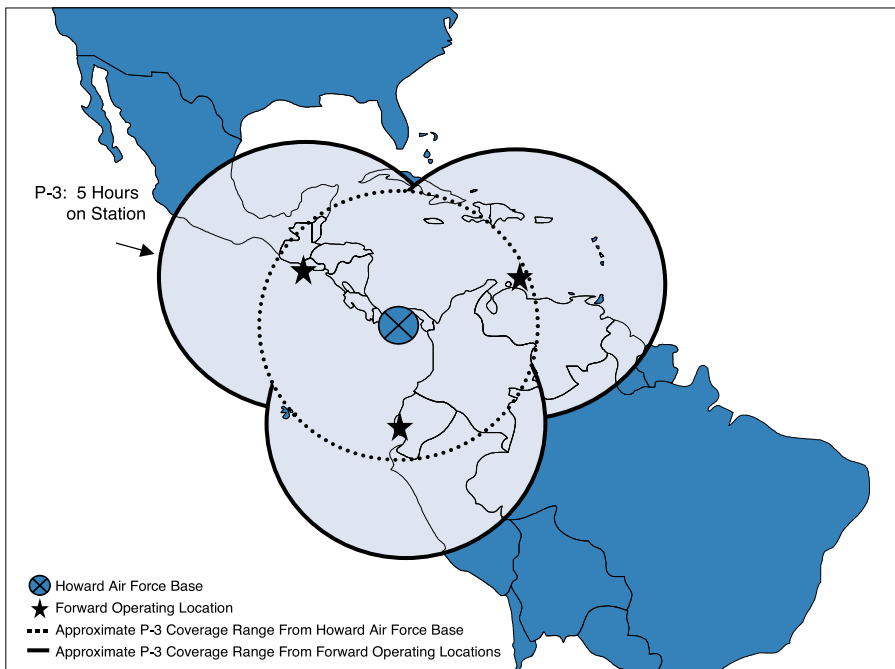 P-3:  5 Hours
on Station
Howard Air Force Base
Forward Operating Location
Approximate P-3 Coverage Range From Howard Air Force Base
Approximate P-3 Coverage Range From Forward Operating Locations